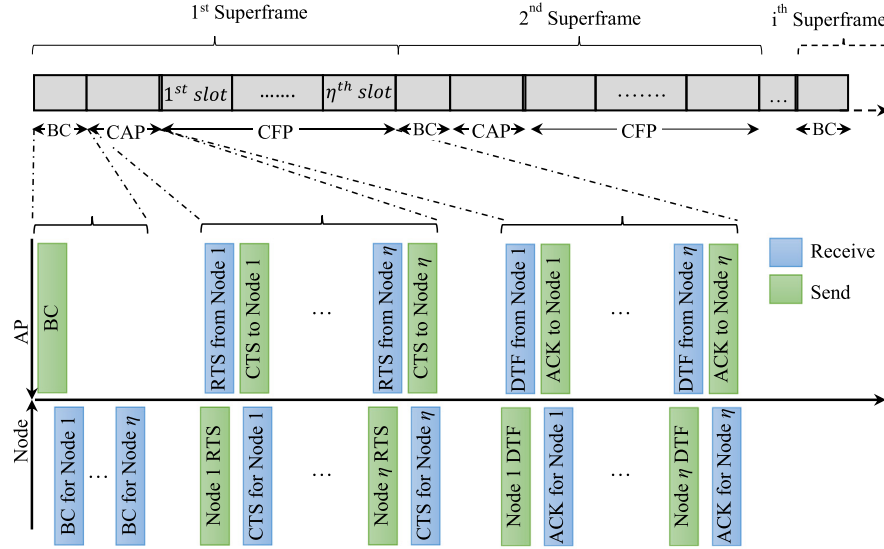 1st Superframe
2nd Superframe
ith Superframe
1st slot
.......
ηth slot
.......
...
BC
CAP
CFP
BC
CAP
CFP
BC
AP
BC
RTS from Node 1
CTS to Node 1
...
RTS from Node η
CTS to Node η
DTF from Node 1
ACK to Node 1
...
DTF from Node η
ACK to Node η
Receive
Send
Node
BC for Node 1
...
BC for Node η
Node 1 RTS
CTS for Node 1
...
Node η RTS
CTS for Node η
Node 1 DTF
ACK for Node 1
...
Node η DTF
ACK for Node η